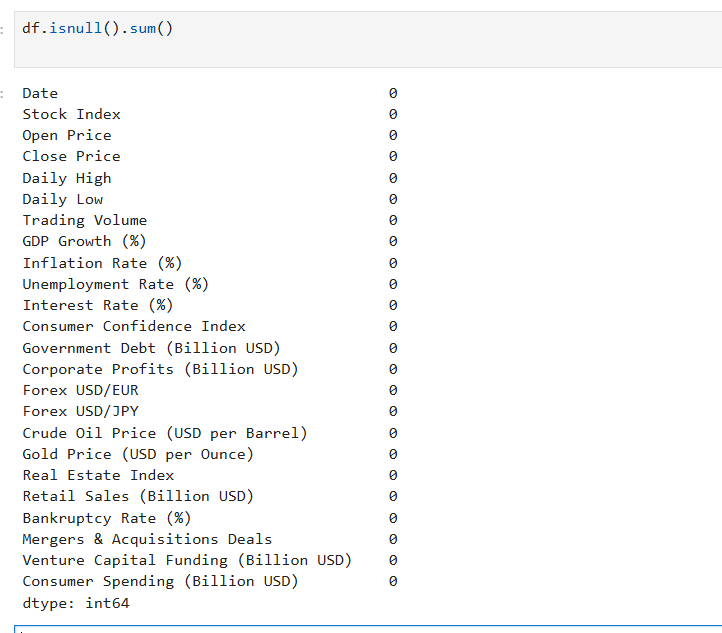 df.isnull().sum()
Date 0
Stock Index 0
Open Price 0
Close Price 0
Daily High 0
Daily Low 0
Trading Volume 0
GDP Growth (%) 0
Inflation Rate (%) 0
Unemployment Rate (%) 0
Interest Rate (%) 0
Consumer Confidence Index 0
Government Debt (Billion USD) 0
Corporate Profits (Billion USD) 0
Forex USD/EUR 0
Forex USD/JPY 0
Crude Oil Price (USD per Barrel) 0
Gold Price (USD per Ounce) 0
Real Estate Index 0
Retail Sales (Billion USD) 0
Bankruptcy Rate (%) 0
Mergers & Acquisitions Deals 0
Venture Capital Funding (Billion USD) 0
Consumer Spending (Billion USD) 0
dtype: int64